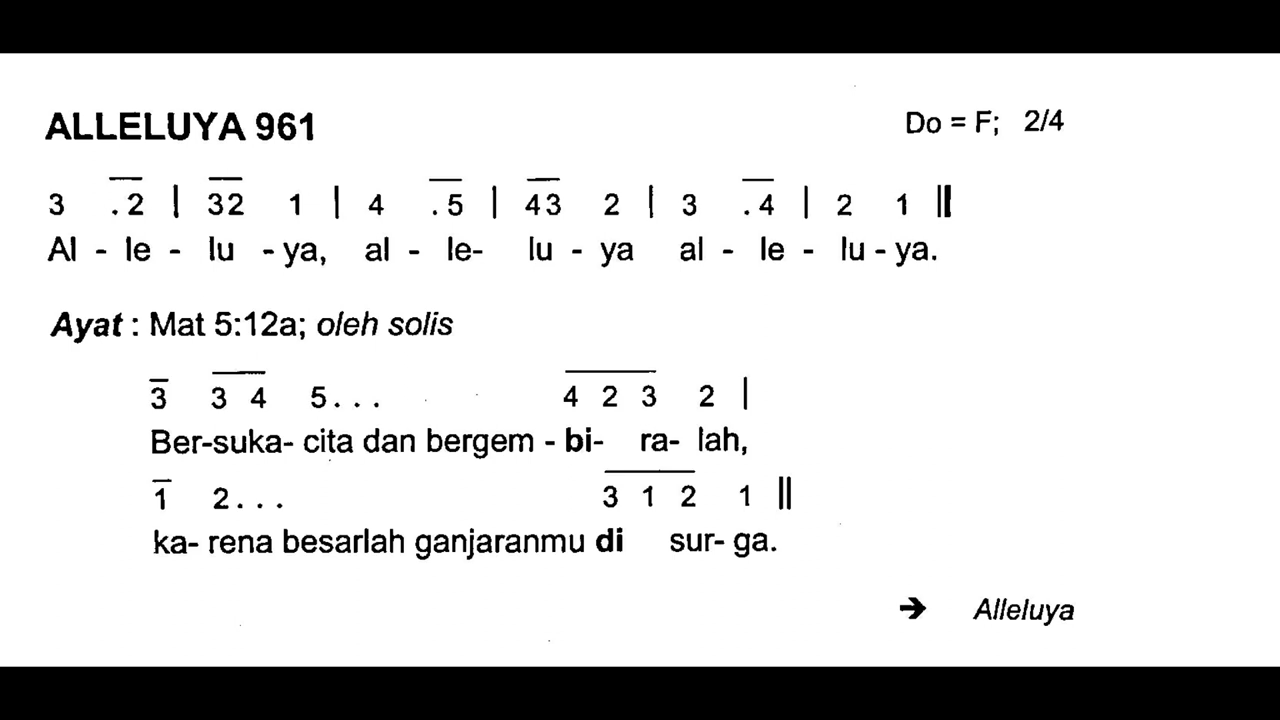 ALLELUYA 961 Do = F; 2/4
3 .2 | 32 1 | 4 .5 | 43 2 | 3 .4 | 2 1 ||
Al - le - lu - ya, al - le- lu - ya al - le - lu - ya.
Ayat : Mat 5:12a; oleh solis
3 3 4 5... 4 2 3 2 |
Ber-suka- cita dan bergem - bi- ra- lah,
1 2... 3 1 2 1 ||
ka- rena besarlah ganjaranmu di sur- ga.
→ Alleluya